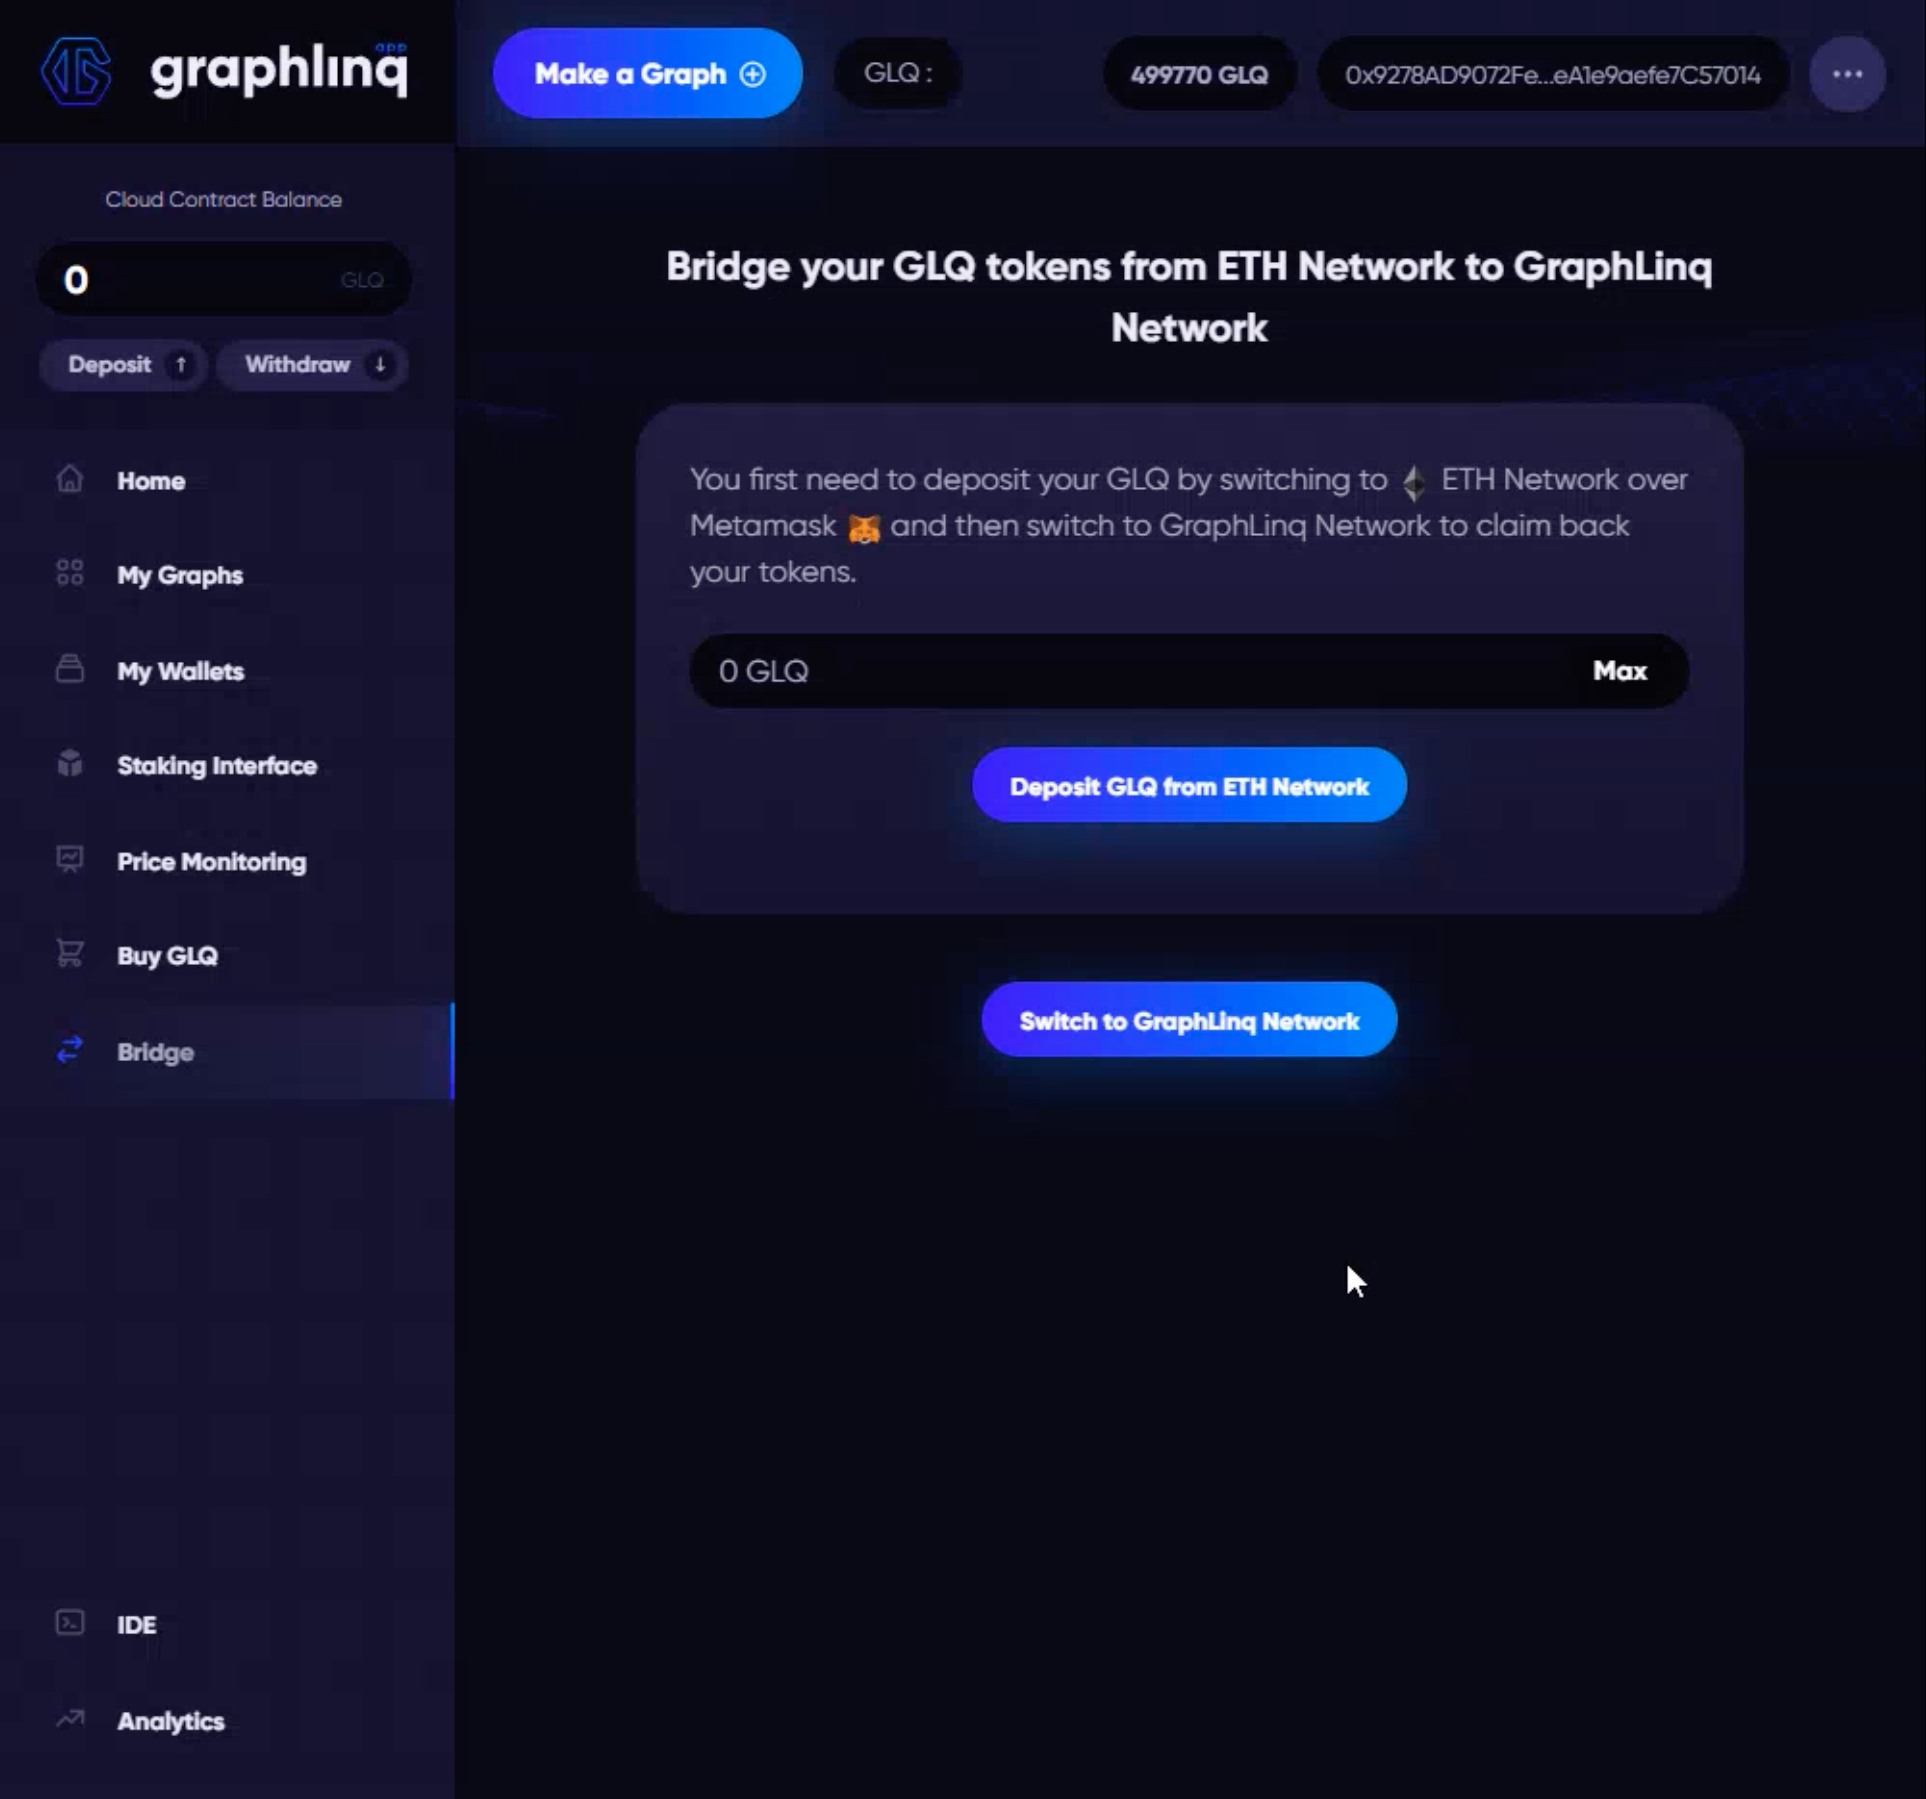 graphlinq
app
Make a Graph
GLQ :
499770 GLQ
0x9278AD9072Fe...eA1e9aefe7C57014
Cloud Contract Balance
0 GLQ
Deposit
Withdraw
Home
My Graphs
My Wallets
Staking Interface
Price Monitoring
Buy GLQ
Bridge
IDE
Analytics
Bridge your GLQ tokens from ETH Network to GraphLinq
Network
You first need to deposit your GLQ by switching to ETH Network over
Metamask and then switch to GraphLinq Network to claim back
your tokens.
0 GLQ Max
Deposit GLQ from ETH Network
Switch to GraphLinq Network